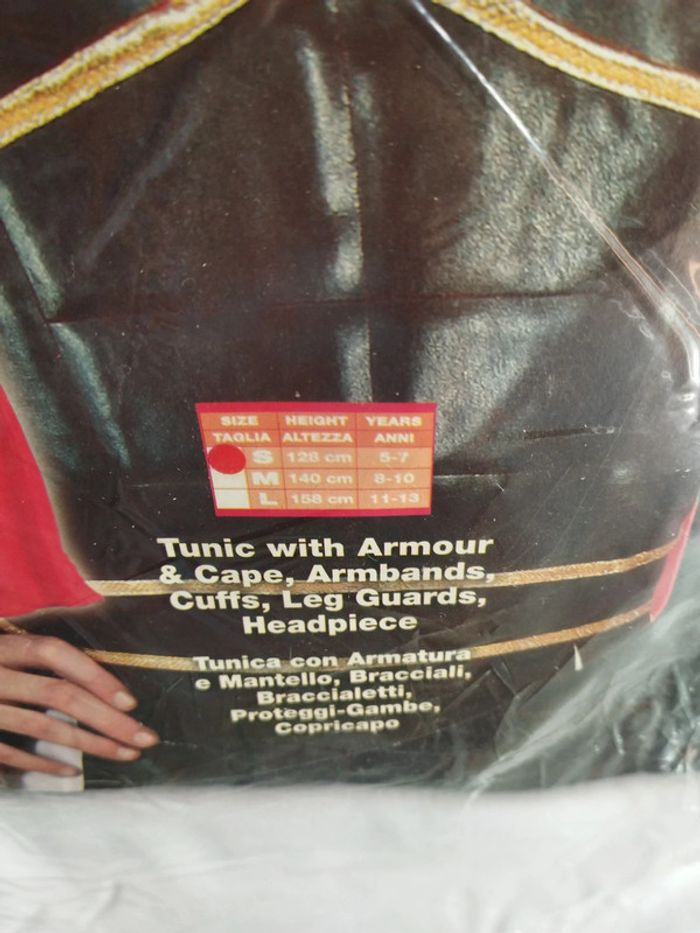 SIZE HEIGHT YEARS
TAGLIA ALTEZZA ANNI
S 128 cm 5-7
M 140 cm 8-10
L 158 cm 11-13
Tunic with Armour
& Cape, Armbands,
Cuffs, Leg Guards,
Headpiece
Tunica con Armatura
e Mantello, Bracciali,
Braccialetti,
Proteggi-Gambe,
Copricapo